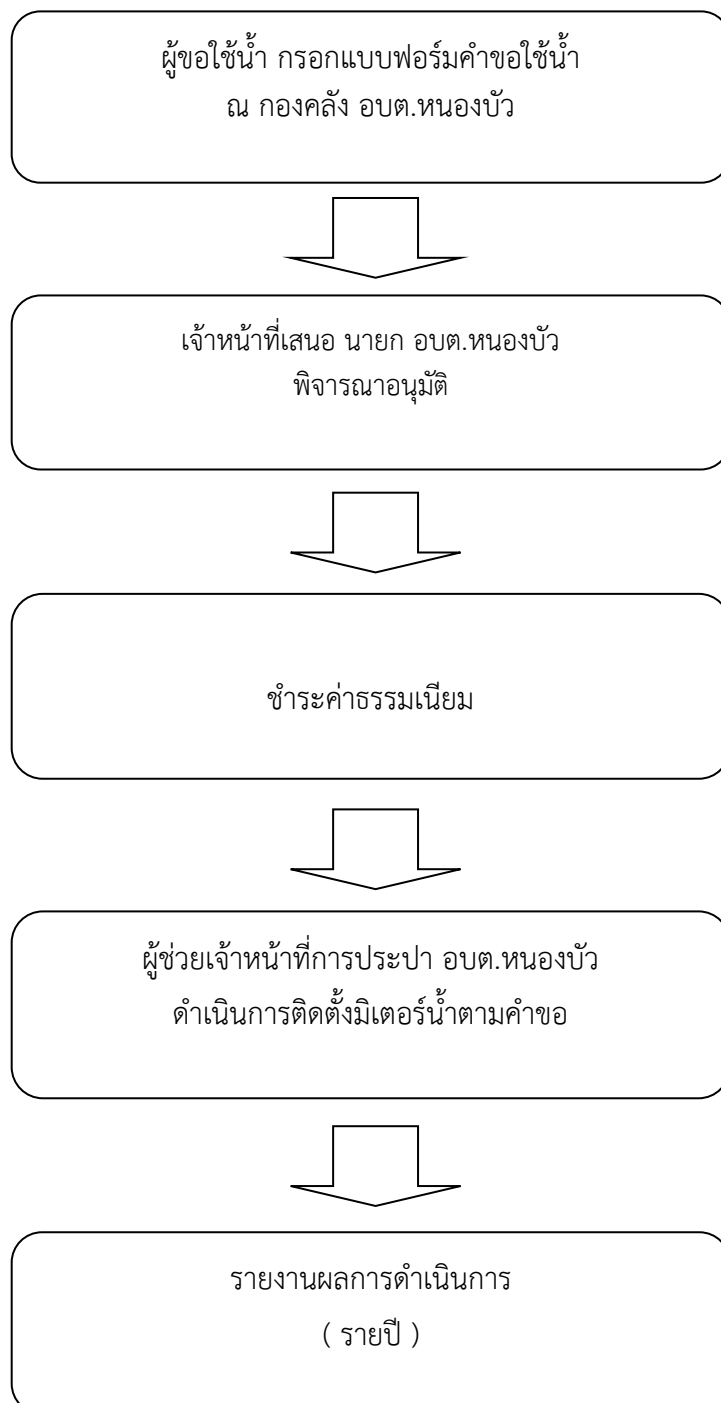 ผู้ขอใช้น้ำ กรอกแบบฟอร์มคำขอใช้น้ำ
ณ กองคลัง อบต.หนองบัว
เจ้าหน้าที่เสนอ นายก อบต.หนองบัว
พิจารณาอนุมัติ
ชำระค่าธรรมเนียม
ผู้ช่วยเจ้าหน้าที่การประปา อบต.หนองบัว
ดำเนินการติดตั้งมิเตอร์น้ำตามคำขอ
รายงานผลการดำเนินการ
( รายปี )